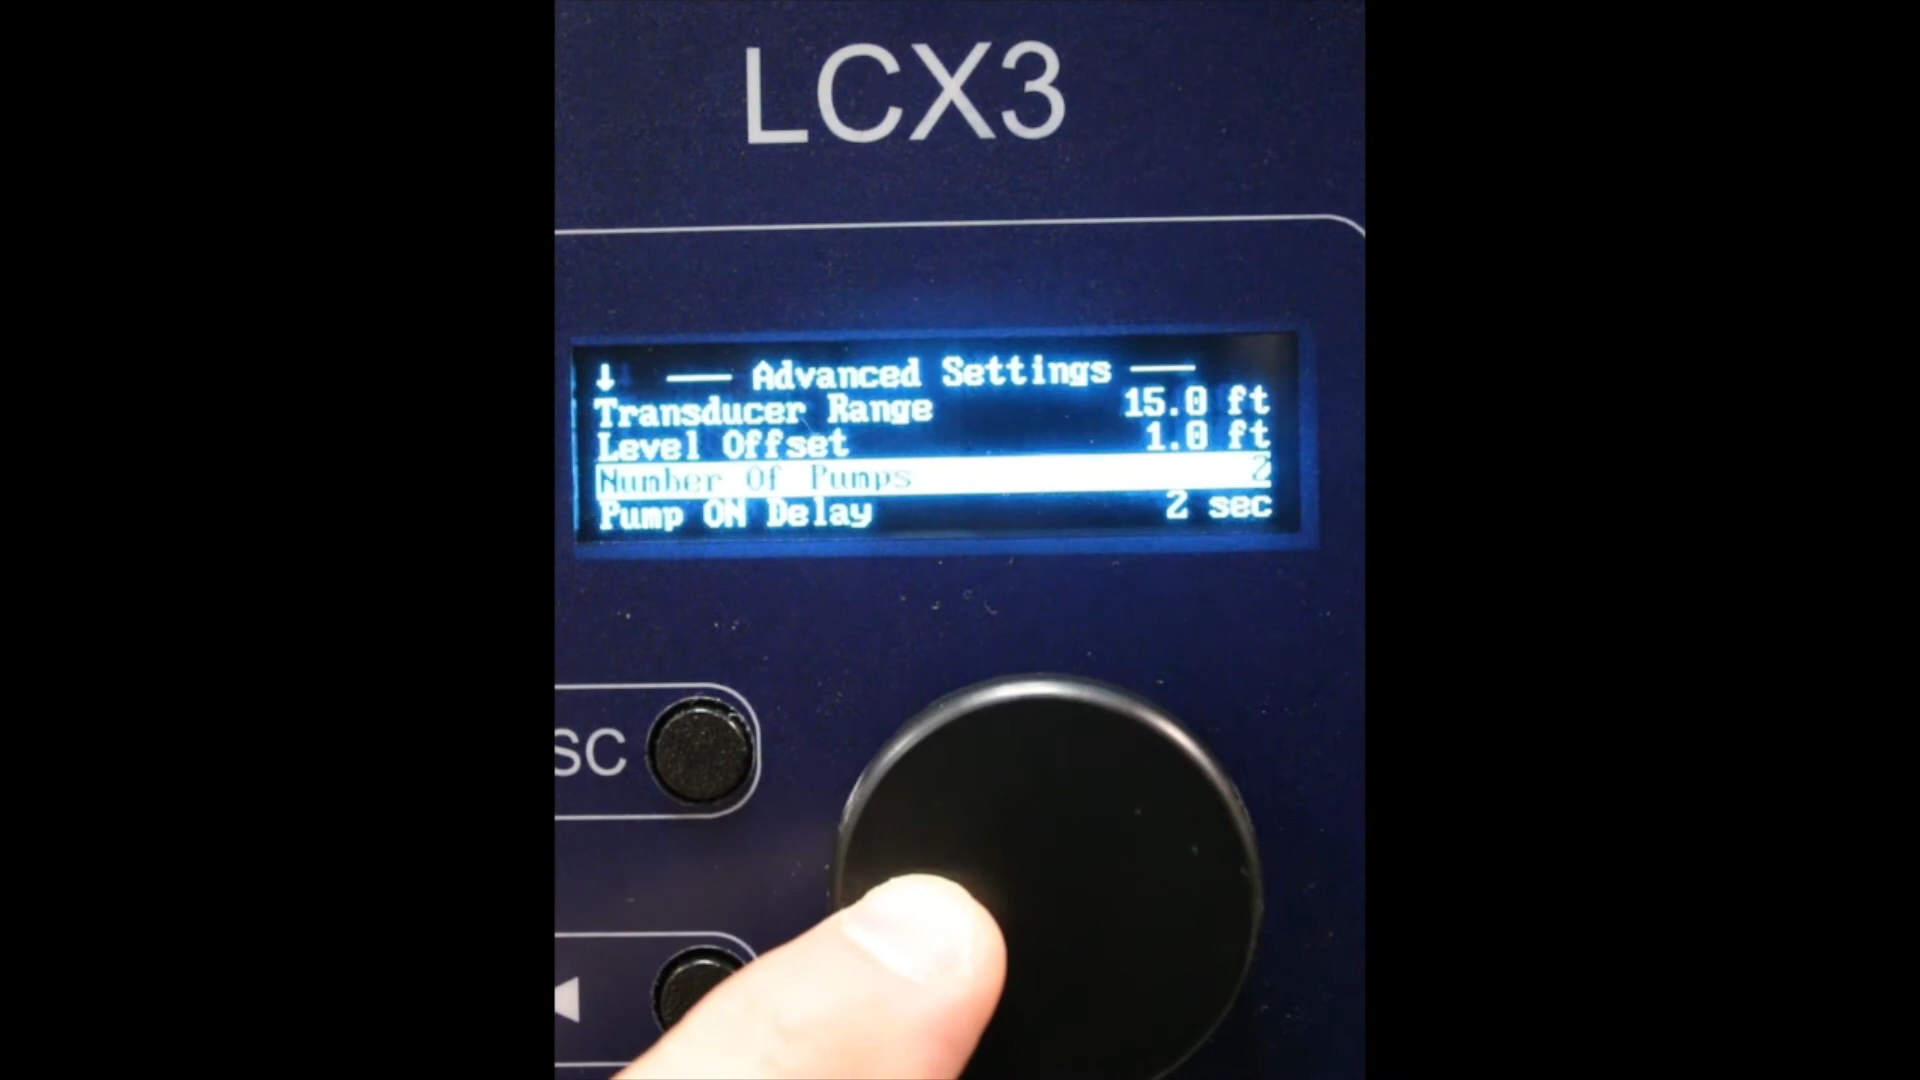 LCX3
↓ —— Advanced Settings ——
Transducer Range 15.0 ft
Level Offset 1.0 ft
Number Of Pumps 2
Pump ON Delay 2 sec
SC